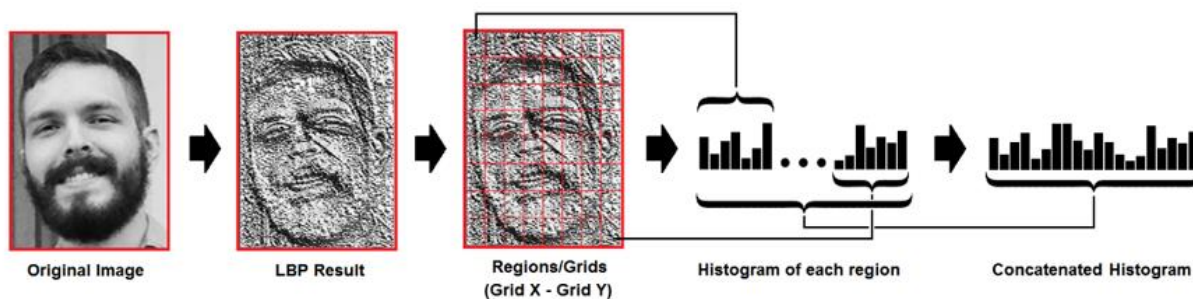 Original Image
LBP Result
Regions/Grids
(Grid X - Grid Y)
Histogram of each region
Concatenated Histogram